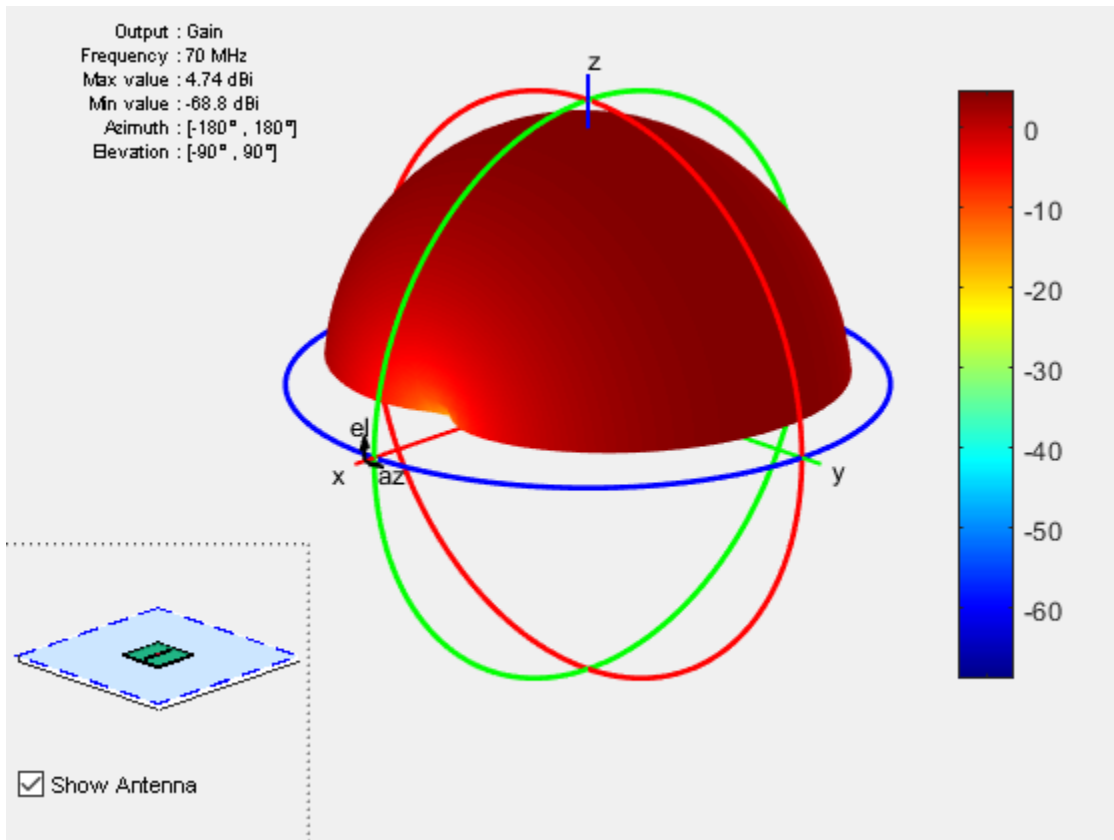 Output : Gain
Frequency : 70 MHz
Max value : 4.74 dBi
Min value : -68.8 dBi
Azimuth : [-180° , 180°]
Elevation : [-90° , 90°]
z
0
-10
-20
-30
-40
-50
-60
el
x
az
y
Show Antenna